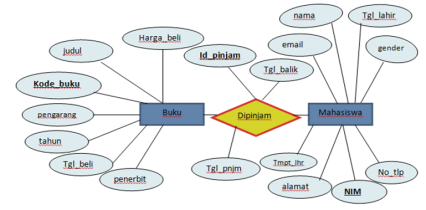 nama
Tgl_lahir
Harga_beli
judul
Id_pinjam
email
gender
Tgl_balik
Kode_buku
pengarang
Buku
Dipinjam
Mahasiswa
tahun
Tgl_beli
penerbit
Tgl_pnjm
Tmpt_lhr
alamat
NIM
No_tlp